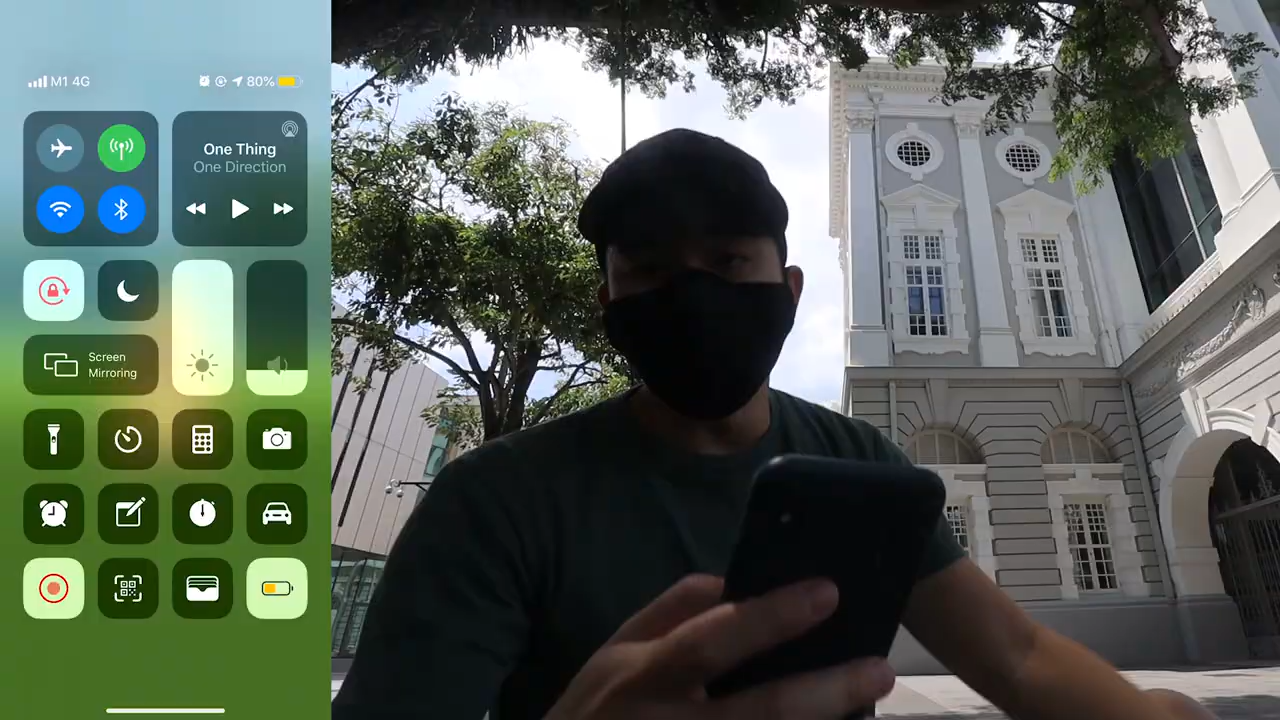 M1 4G
80%
One Thing
One Direction
Screen
Mirroring